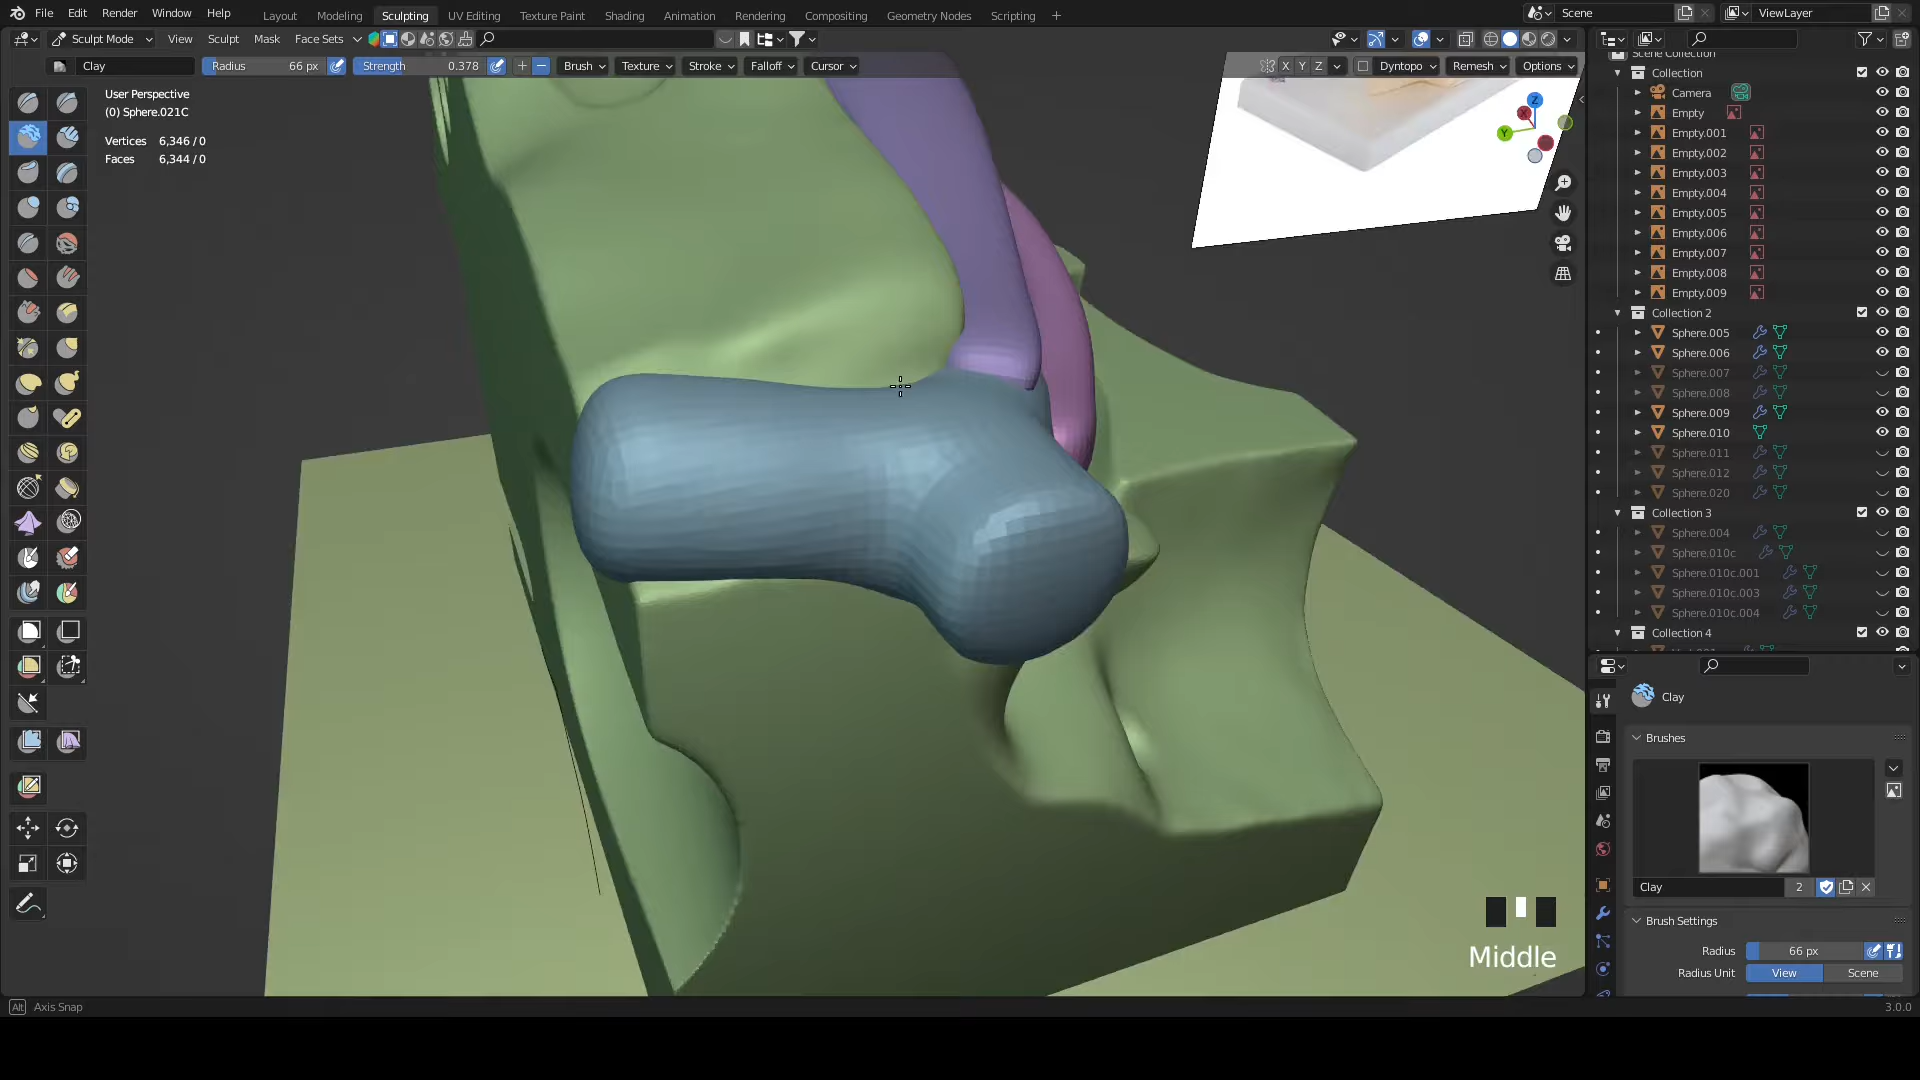 File Edit Render Window Help Layout Modeling Sculpting UV Editing Texture Paint Shading Animation Rendering Compositing Geometry Nodes Scripting + Scene ViewLayer
Sculpt Mode View Sculpt Mask Face Sets
Clay Radius 66 px Strength 0.378 Brush Texture Stroke Falloff Cursor X Y Z Dyntopo Remesh Options
User Perspective
(0) Sphere.021C
Vertices 6,346 / 0
Faces 6,344 / 0
Z
X
Y
Middle
Alt Axis Snap
3.0.0
Scene Collection
Collection
Camera
Empty
Empty.001
Empty.002
Empty.003
Empty.004
Empty.005
Empty.006
Empty.007
Empty.008
Empty.009
Collection 2
Sphere.005
Sphere.006
Sphere.007
Sphere.008
Sphere.009
Sphere.010
Sphere.011
Sphere.012
Sphere.020
Collection 3
Sphere.004
Sphere.010c
Sphere.010c.001
Sphere.010c.003
Sphere.010c.004
Collection 4
Clay
Brushes
Clay 2
Brush Settings
Radius 66 px
Radius Unit View Scene